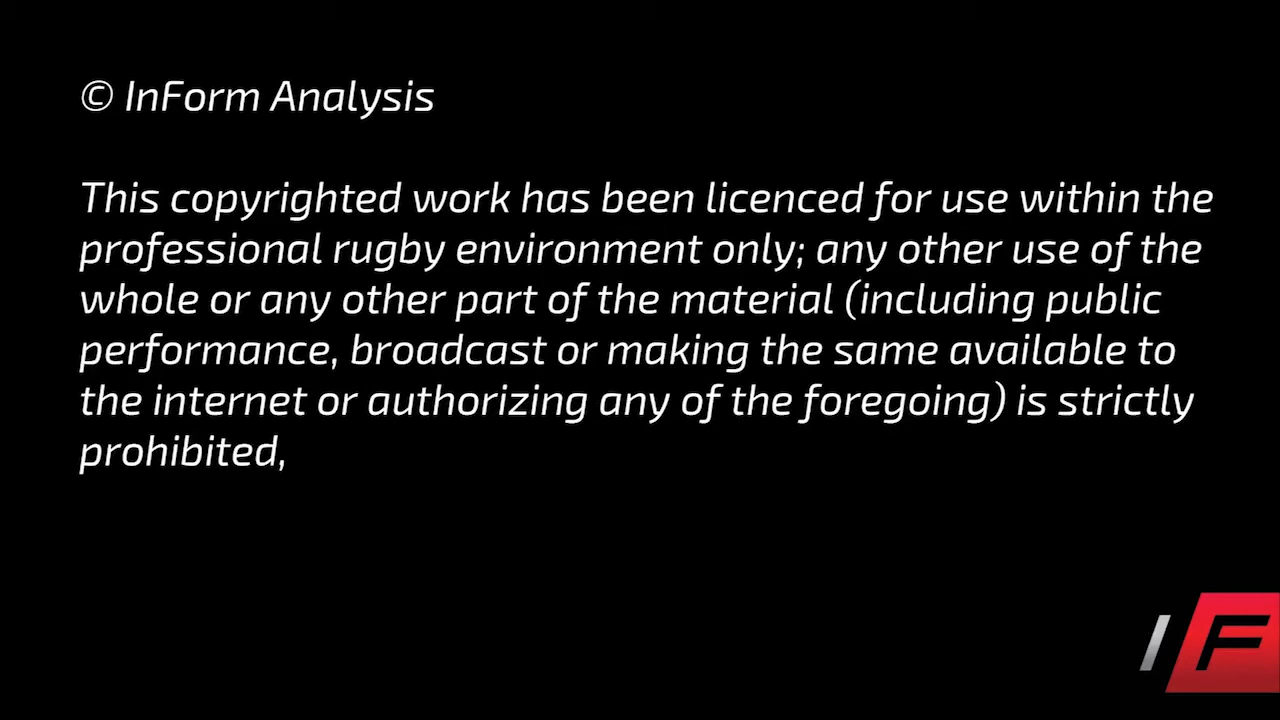 © InForm Analysis
This copyrighted work has been licenced for use within the
professional rugby environment only; any other use of the
whole or any other part of the material (including public
performance, broadcast or making the same available to
the internet or authorizing any of the foregoing) is strictly
prohibited,
IF